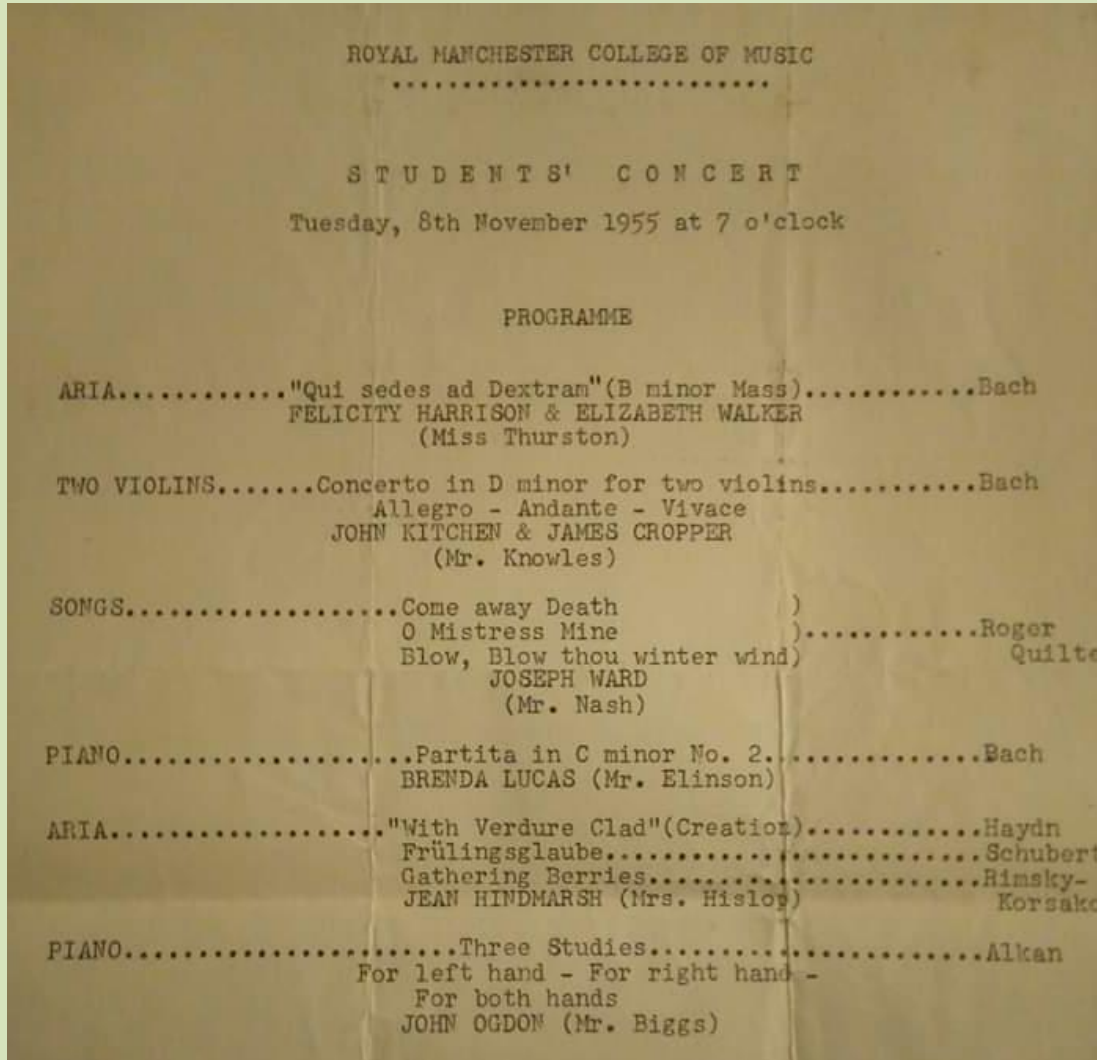 ROYAL MANCHESTER COLLEGE OF MUSIC
............................
STUDENTS' CONCERT
Tuesday, 8th November 1955 at 7 o'clock
PROGRAMME
ARIA............"Qui sedes ad Dextram"(B minor Mass)............Bach
FELICITY HARRISON & ELIZABETH WALKER
(Miss Thurston)
TWO VIOLINS.......Concerto in D minor for two violins...........Bach
Allegro - Andante - Vivace
JOHN KITCHEN & JAMES CROPPER
(Mr. Knowles)
SONGS...................Come away Death )
O Mistress Mine )............Roger
Blow, Blow thou winter wind) Quilte
JOSEPH WARD
(Mr. Nash)
PIANO....................Partita in C minor No. 2...............Bach
BRENDA LUCAS (Mr. Elinson)
ARIA..................."With Verdure Clad"(Creation)............Haydn
Frülingsglaube..........................Schubert
Gathering Berries.......................Rimsky-
JEAN HINDMARSH (Mrs. Hislop) Korsako
PIANO.......................Three Studies.......................Alkan
For left hand - For right hand -
For both hands
JOHN OGDON (Mr. Biggs)